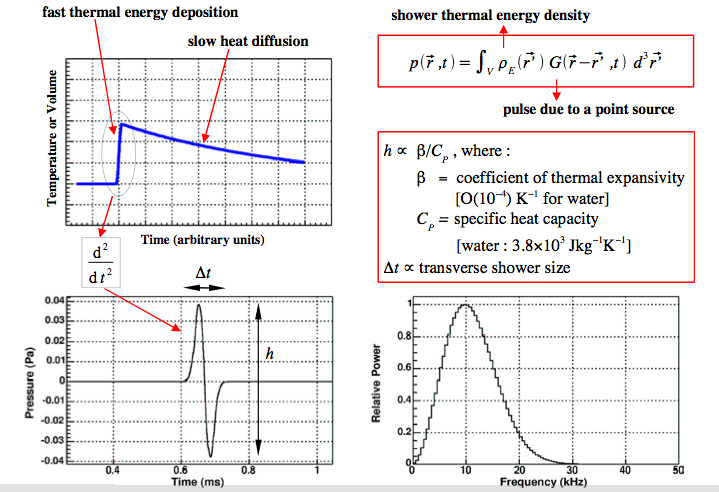 fast thermal energy deposition
slow heat diffusion
Temperature or Volume
Time (arbitrary units)
d²
dt²
Δt
h
0.04
0.03
0.02
0.01
0
-0.01
-0.02
-0.03
-0.04
Pressure (Pa)
0.4
0.6
0.8
1
Time (ms)
shower thermal energy density
p(r⃗ ,t) = ∫ᵥ ρ_E(r⃗') G(r⃗−r⃗' ,t) d³r⃗'
pulse due to a point source
h ∝ β/C_P , where :
β = coefficient of thermal expansivity
[O(10⁻⁴) K⁻¹ for water]
C_P = specific heat capacity
[water : 3.8×10³ Jkg⁻¹K⁻¹]
Δt ∝ transverse shower size
1
0.8
0.6
0.4
0.2
0
Relative Power
0
10
20
30
40
50
Frequency (kHz)